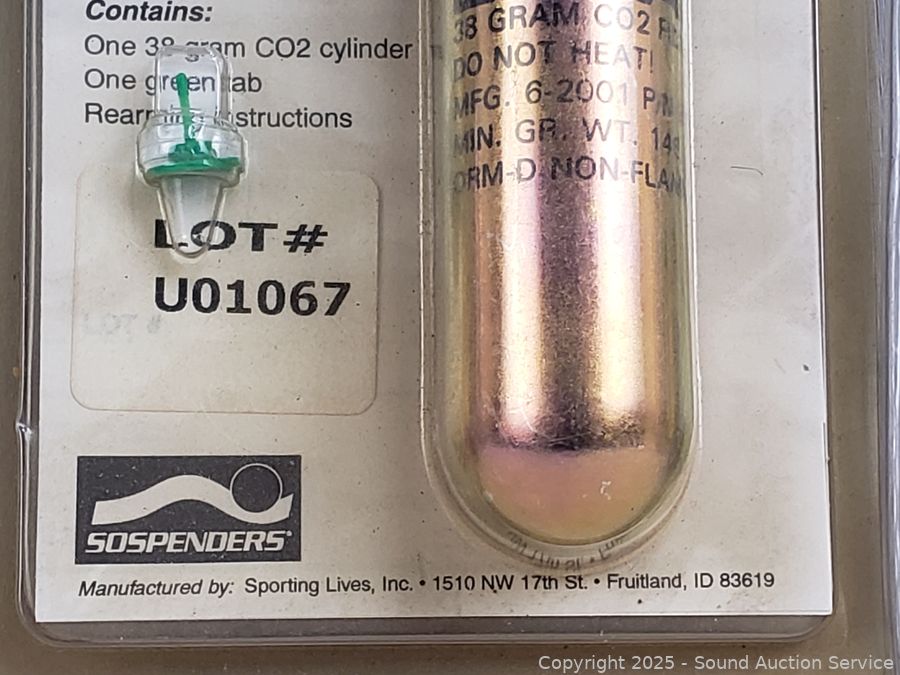 Contains:
One 38 gram CO2 cylinder
One green tab
Rearming Instructions
LOT#
U01067
LOT #
SOSPENDERS
Manufactured by: Sporting Lives, Inc. • 1510 NW 17th St. • Fruitland, ID 83619
38 GRAM CO2
DO NOT HEAT!
MFG. 6-2001 P/N
MIN. GR. WT.
ORM-D NON-FLAM
Copyright 2025 - Sound Auction Service